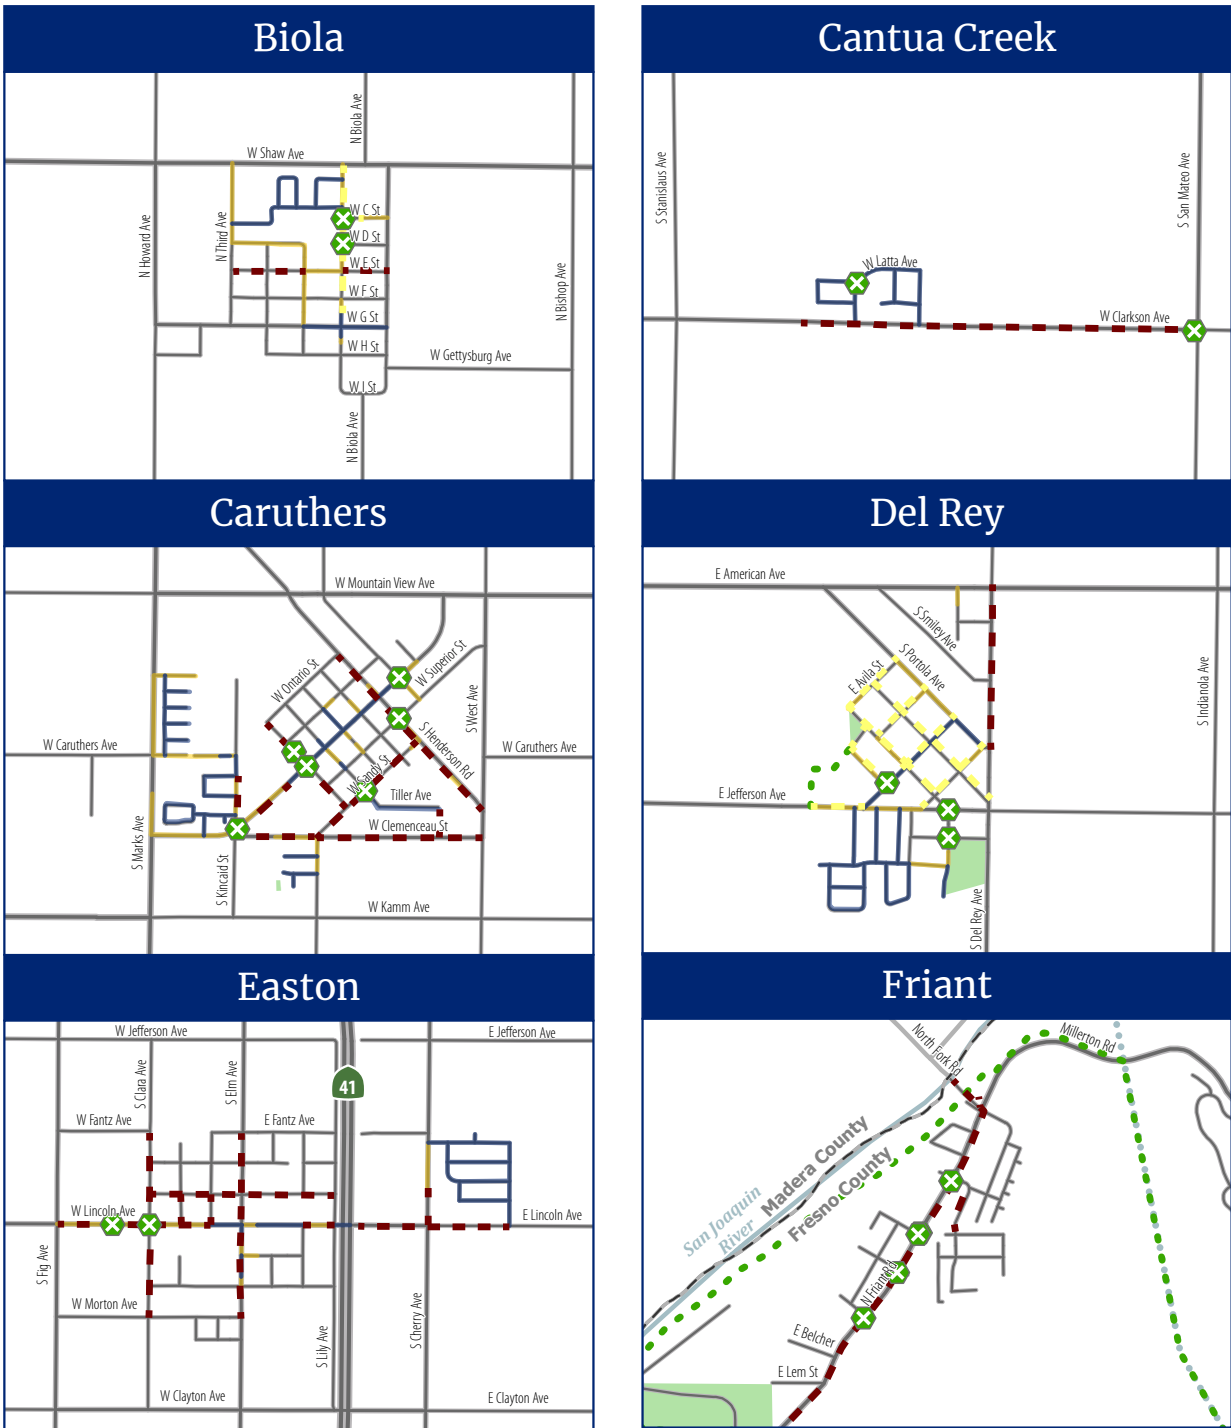 Biola
N Biola Ave
W Shaw Ave
W C St
N Third Ave
N Howard Ave
W D St
W E St
N Bishop Ave
W F St
W G St
W H St
W Gettysburg Ave
W I St
N Biola Ave
Cantua Creek
S Stanislaus Ave
S San Mateo Ave
W Latta Ave
W Clarkson Ave
Caruthers
W Mountain View Ave
W Superior St
W Ontario St
S West Ave
W Caruthers Ave
S Henderson Rd
W Caruthers Ave
W Sandy St
Tiller Ave
W Clemenceau St
S Marks Ave
S Kincaid St
W Kamm Ave
Del Rey
E American Ave
S Smiley Ave
S Portola Ave
E Avila St
S Indianola Ave
E Jefferson Ave
S Del Rey Ave
Easton
W Jefferson Ave
E Jefferson Ave
S Clara Ave
S Elm Ave
41
W Fantz Ave
E Fantz Ave
W Lincoln Ave
E Lincoln Ave
S Fig Ave
W Morton Ave
S Cherry Ave
S Lily Ave
W Clayton Ave
E Clayton Ave
Friant
North Fork Rd
Millerton Rd
Madera County
Fresno County
San Joaquin
River
N Friant Rd
E Belcher
E Lem St